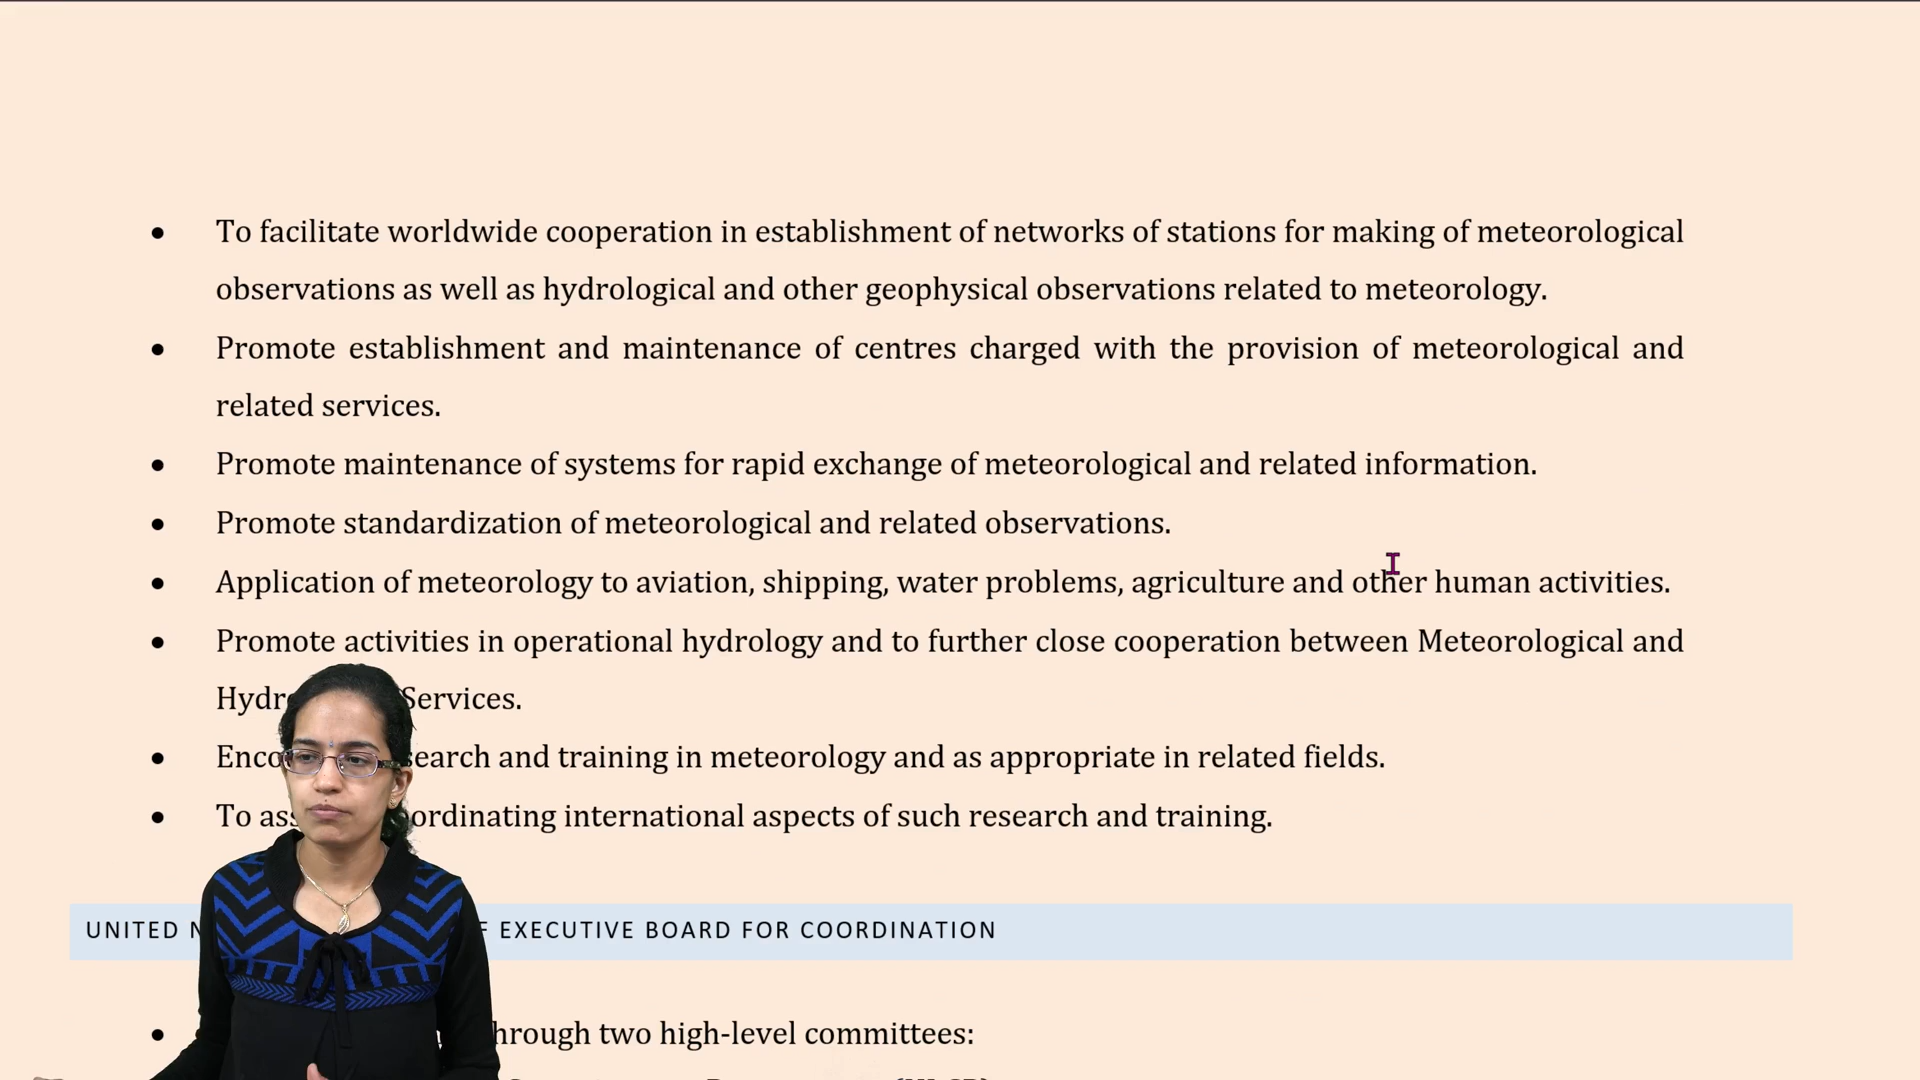 • To facilitate worldwide cooperation in establishment of networks of stations for making of meteorological
observations as well as hydrological and other geophysical observations related to meteorology.
• Promote establishment and maintenance of centres charged with the provision of meteorological and
related services.
• Promote maintenance of systems for rapid exchange of meteorological and related information.
• Promote standardization of meteorological and related observations.
• Application of meteorology to aviation, shipping, water problems, agriculture and other human activities.
• Promote activities in operational hydrology and to further close cooperation between Meteorological and
Services.
• and training in meteorology and as appropriate in related fields.
• To international aspects of such research and training.
UNITED EXECUTIVE BOARD FOR COORDINATION
• through two high-level committees: